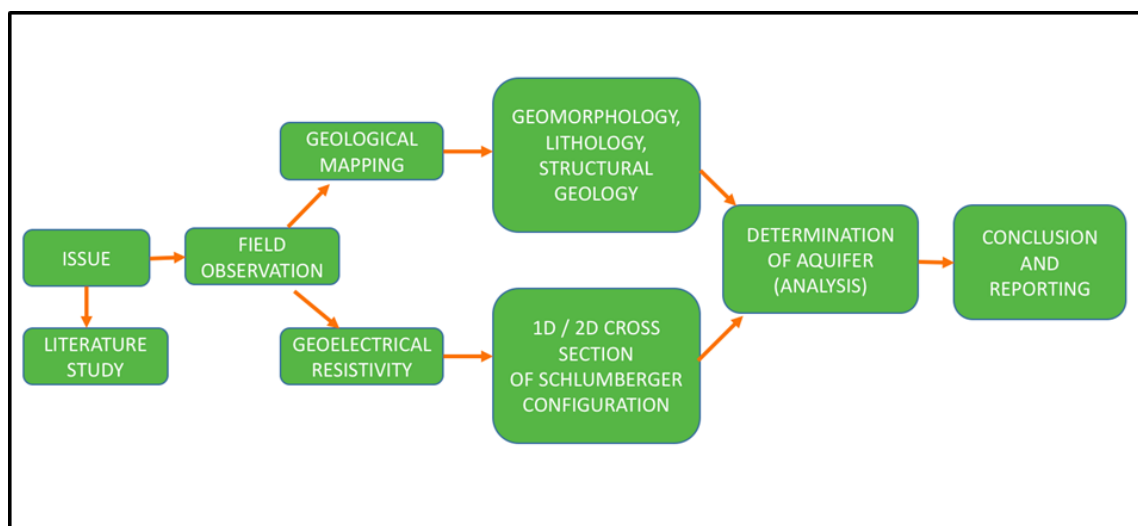 ISSUE
LITERATURE
STUDY
FIELD
OBSERVATION
GEOLOGICAL
MAPPING
GEOELECTRICAL
RESISTIVITY
GEOMORPHOLOGY,
LITHOLOGY,
STRUCTURAL
GEOLOGY
1D / 2D CROSS
SECTION
OF SCHLUMBERGER
CONFIGURATION
DETERMINATION
OF AQUIFER
(ANALYSIS)
CONCLUSION
AND
REPORTING